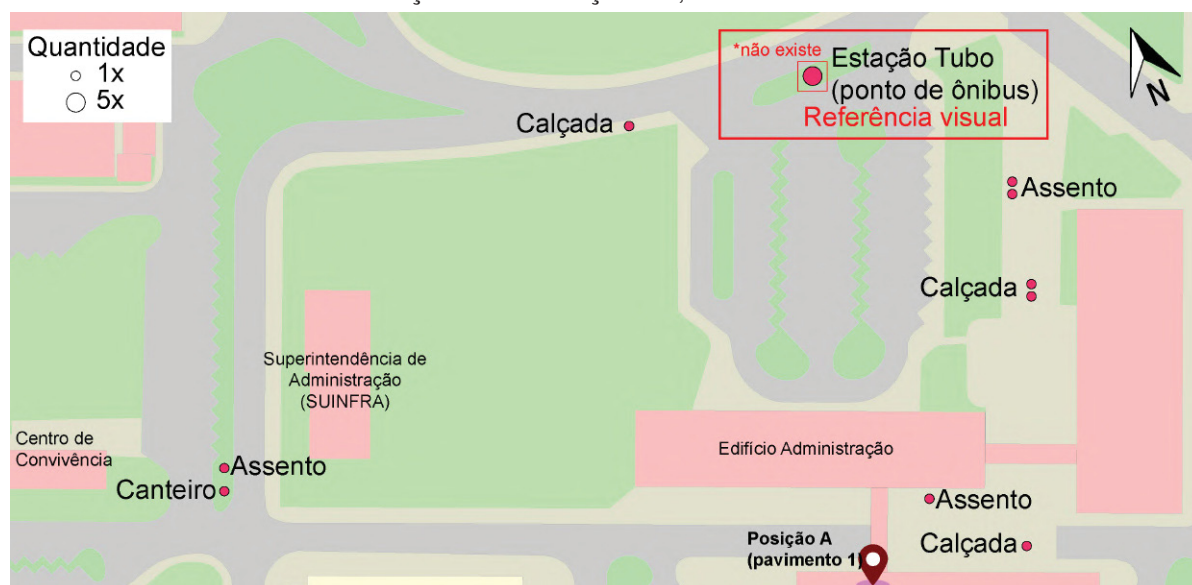 Quantidade
1x
5x
*não existe
Estação Tubo
(ponto de ônibus)
Referência visual
N
Calçada
Assento
Calçada
Superintendência de
Administração
(SUINFRA)
Centro de
Convivência
Edifício Administração
Assento
Canteiro
Assento
Posição A
(pavimento 1)
Calçada